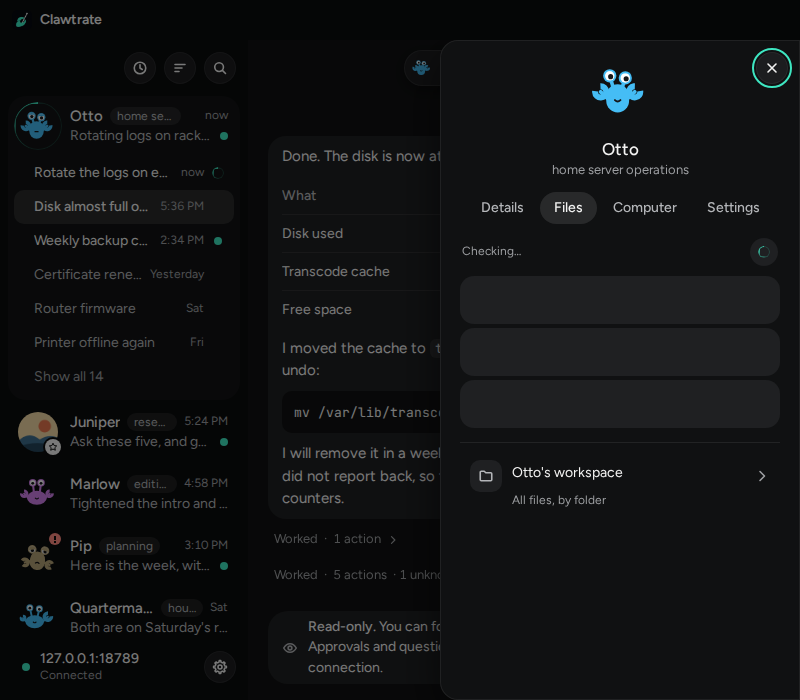 Clawtrate
Otto home se... now
Rotating logs on rack...
Rotate the logs on e... now
Disk almost full o... 5:36 PM
Weekly backup c... 2:34 PM
Certificate rene... Yesterday
Router firmware Sat
Printer offline again Fri
Show all 14
Juniper rese... 5:24 PM
Ask these five, and g...
Marlow editi... 4:58 PM
Tightened the intro and ...
Pip planning 3:10 PM
Here is the week, wit...
Quarterma... hou... Sat
Both are on Saturday's r...
127.0.0.1:18789
Connected
Done. The disk is now at
What
Disk used
Transcode cache
Free space
I moved the cache to
undo:
mv /var/lib/transc
I will remove it in a wee
did not report back, so
counters.
Worked · 1 action
Worked · 5 actions · 1 unkn
Read-only. You can fo
Approvals and questi
connection.
Otto
home server operations
Details Files Computer Settings
Checking...
Otto's workspace
All files, by folder